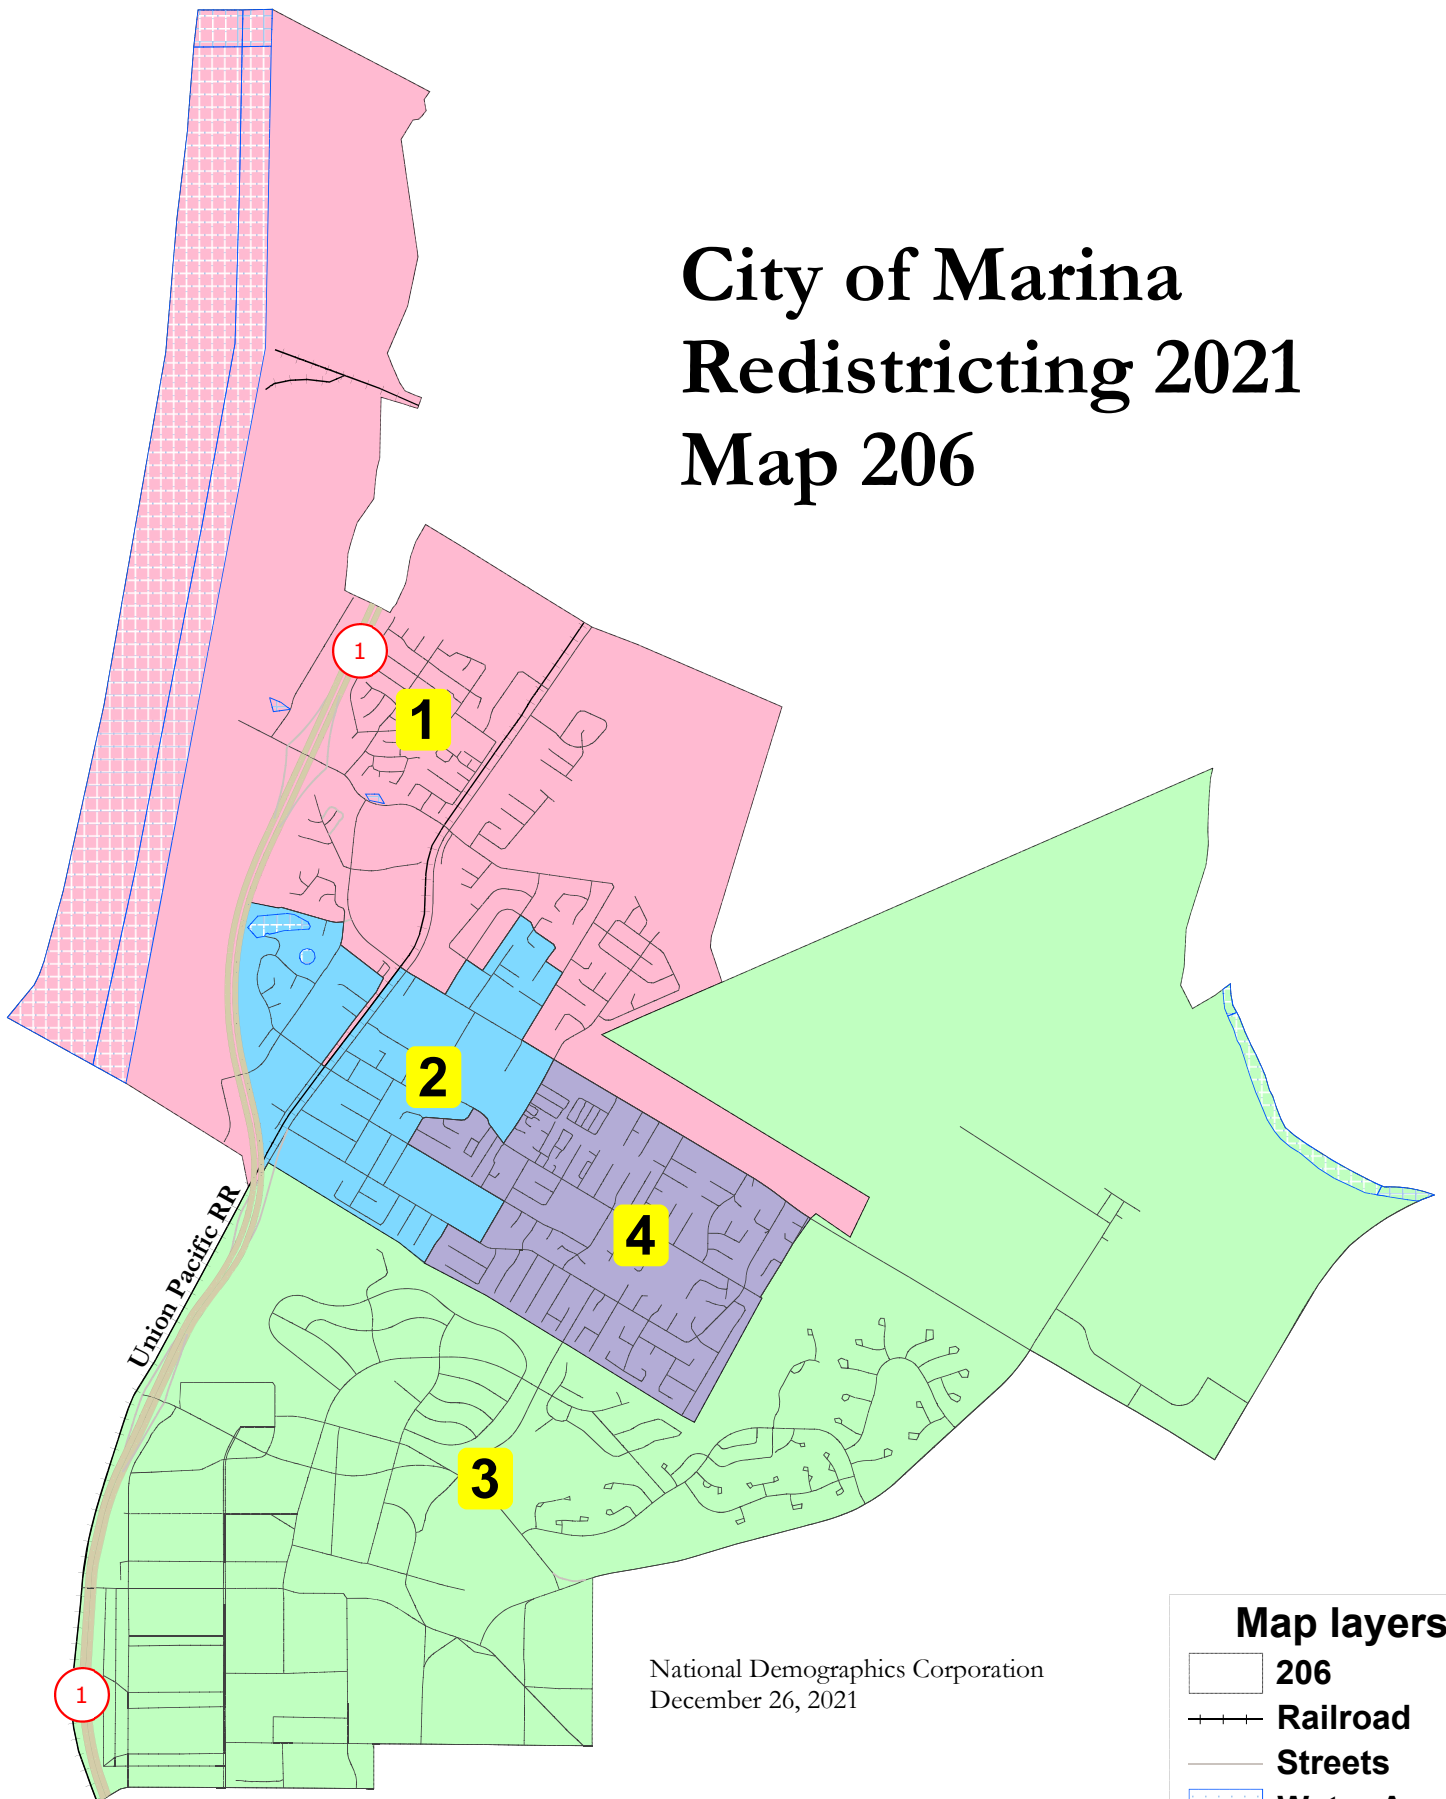 City of Marina
Redistricting 2021
Map 206
1
1
2
4
Union Pacific RR
3
National Demographics Corporation
December 26, 2021
1
Map layers
206
Railroad
Streets